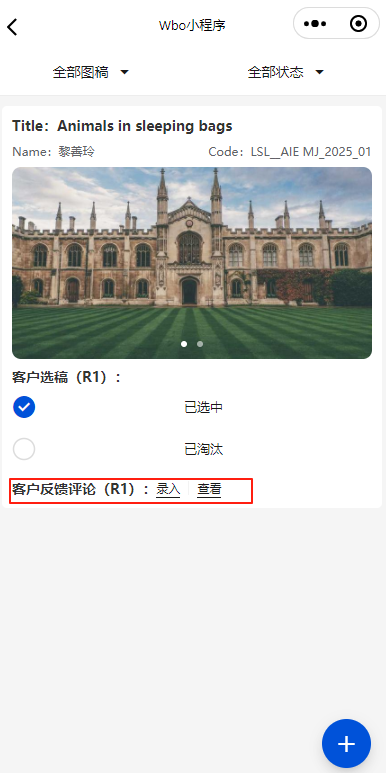 Wbo小程序
全部图稿 全部状态
Title：Animals in sleeping bags
Name：黎善玲 Code：LSL__AIE MJ_2025_01
客户选稿（R1）：
已选中
已淘汰
客户反馈评论（R1）：录入 查看